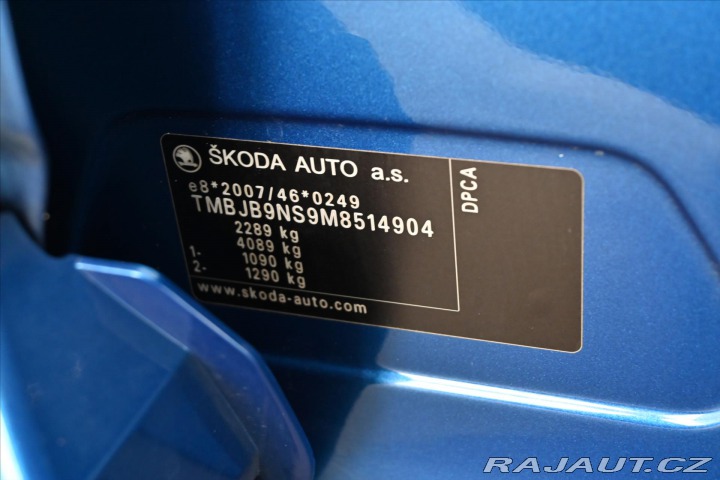 ŠKODA AUTO a.s.
e8*2007/46*0249
TMBJB9NS9M8514904
2289 kg
4089 kg
1- 1090 kg
2- 1290 kg
www.skoda-auto.com
DPCA
RAJAUT.CZ